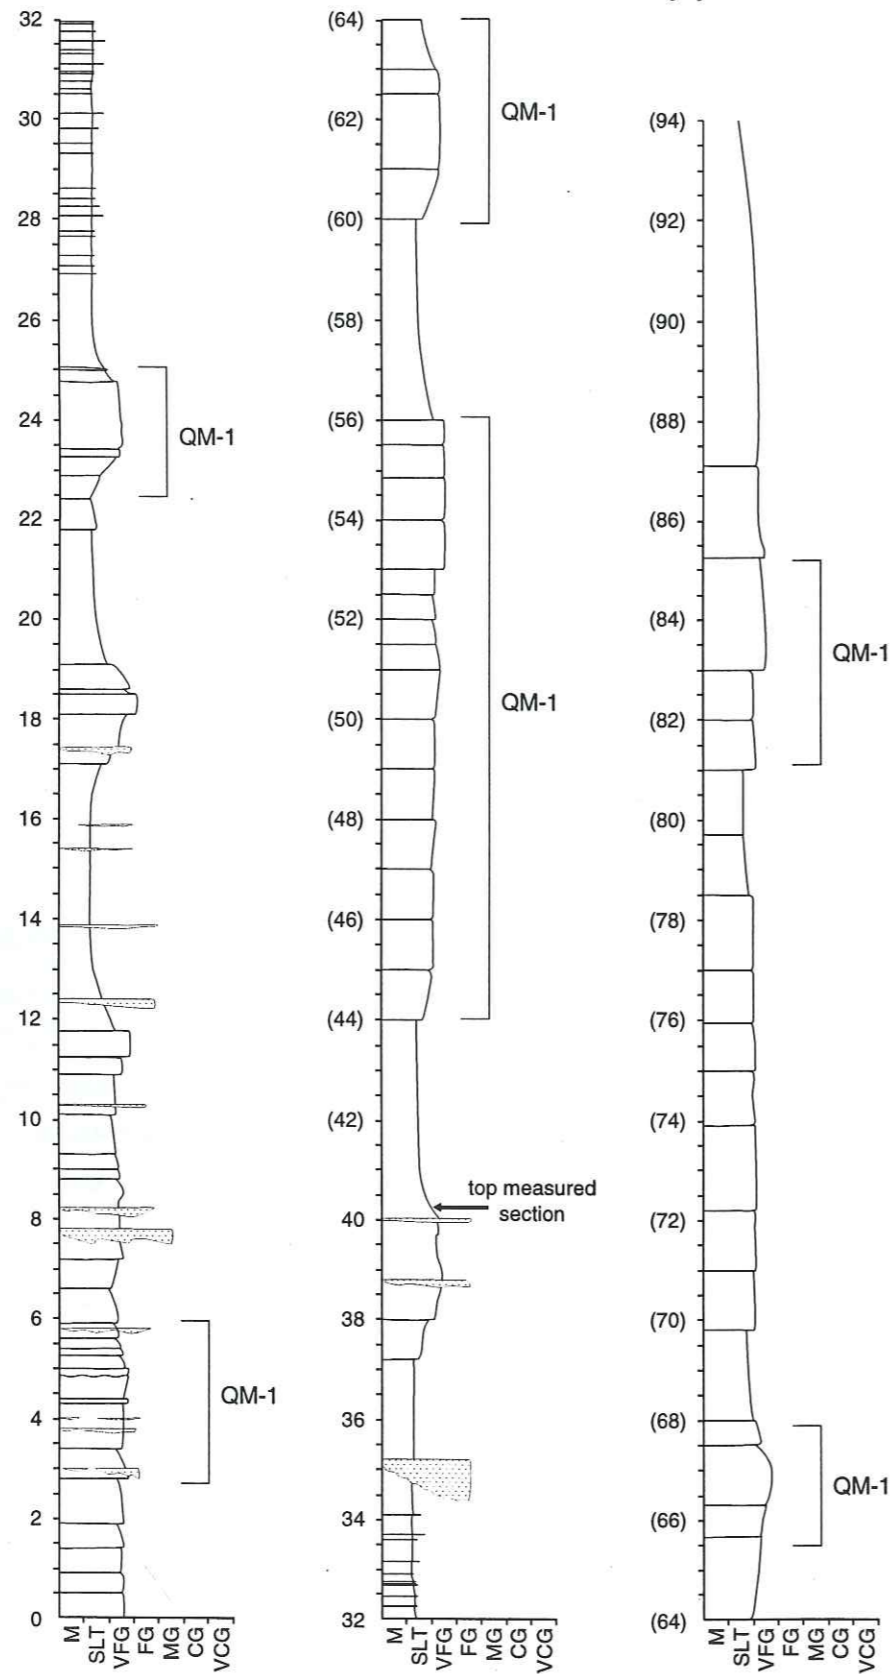 32
30
28
26
24
22
20
18
16
14
12
10
8
6
4
2
0
QM-1
QM-1
M
SLT
VFG
FG
MG
CG
VCG
(64)
(62)
(60)
(58)
(56)
(54)
(52)
(50)
(48)
(46)
(44)
(42)
40
38
36
34
32
QM-1
QM-1
top measured
section
M
SLT
VFG
FG
MG
CG
VCG
(94)
(92)
(90)
(88)
(86)
(84)
(82)
(80)
(78)
(76)
(74)
(72)
(70)
(68)
(66)
(64)
QM-1
QM-1
M
SLT
VFG
FG
MG
CG
VCG